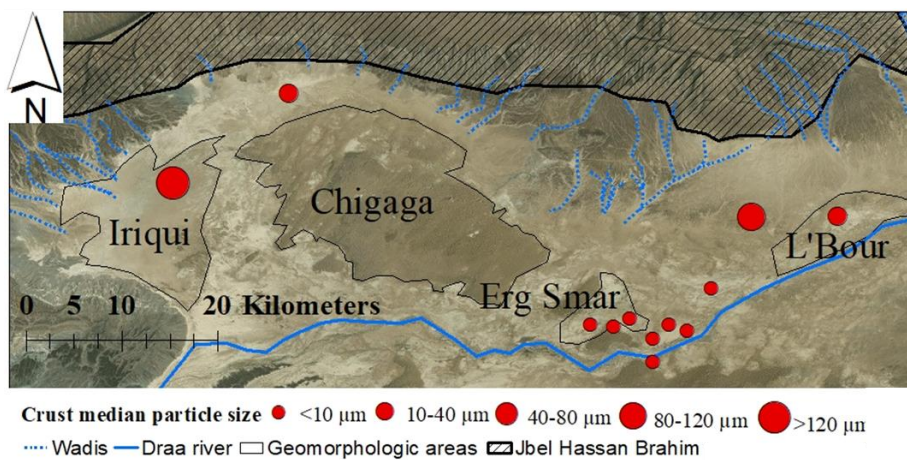 N
Chigaga
Iriqui
L'Bour
Erg Smar
0 5 10 20 Kilometers
Crust median particle size <10 µm 10-40 µm 40-80 µm 80-120 µm >120 µm
Wadis Draa river Geomorphologic areas Jbel Hassan Brahim